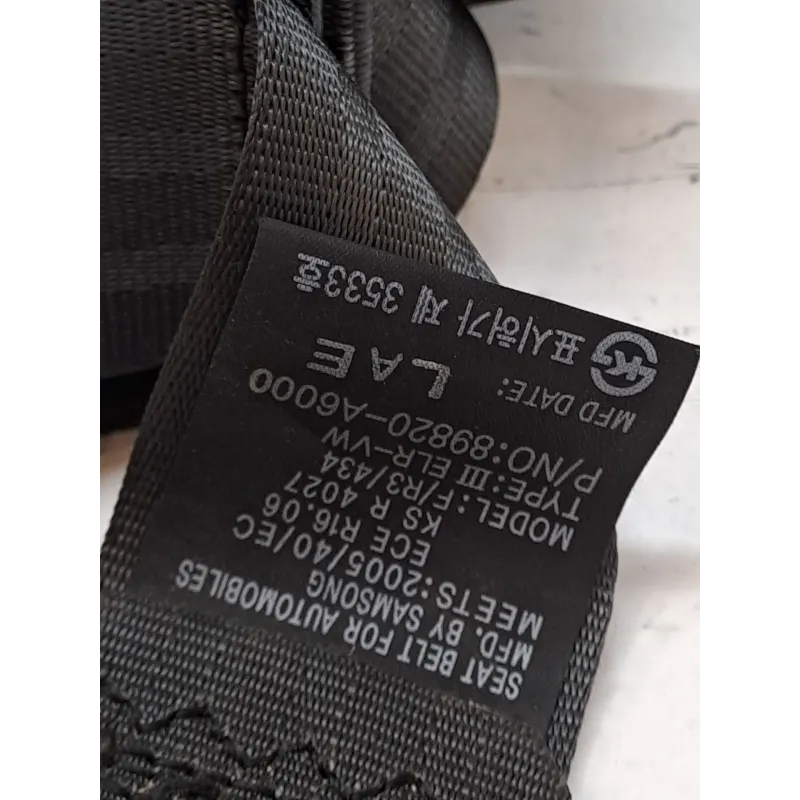 SEAT BELT FOR AUTOMOBILES
MFD. BY SAMSONG
MEETS:2005/40/EC
ECE R16.06
KS R 4027
MODEL:F/R3/434
TYPE:III ELR-VW
P/NO:89820-A6000
MFD DATE: LAE
표시허가 제 3533호